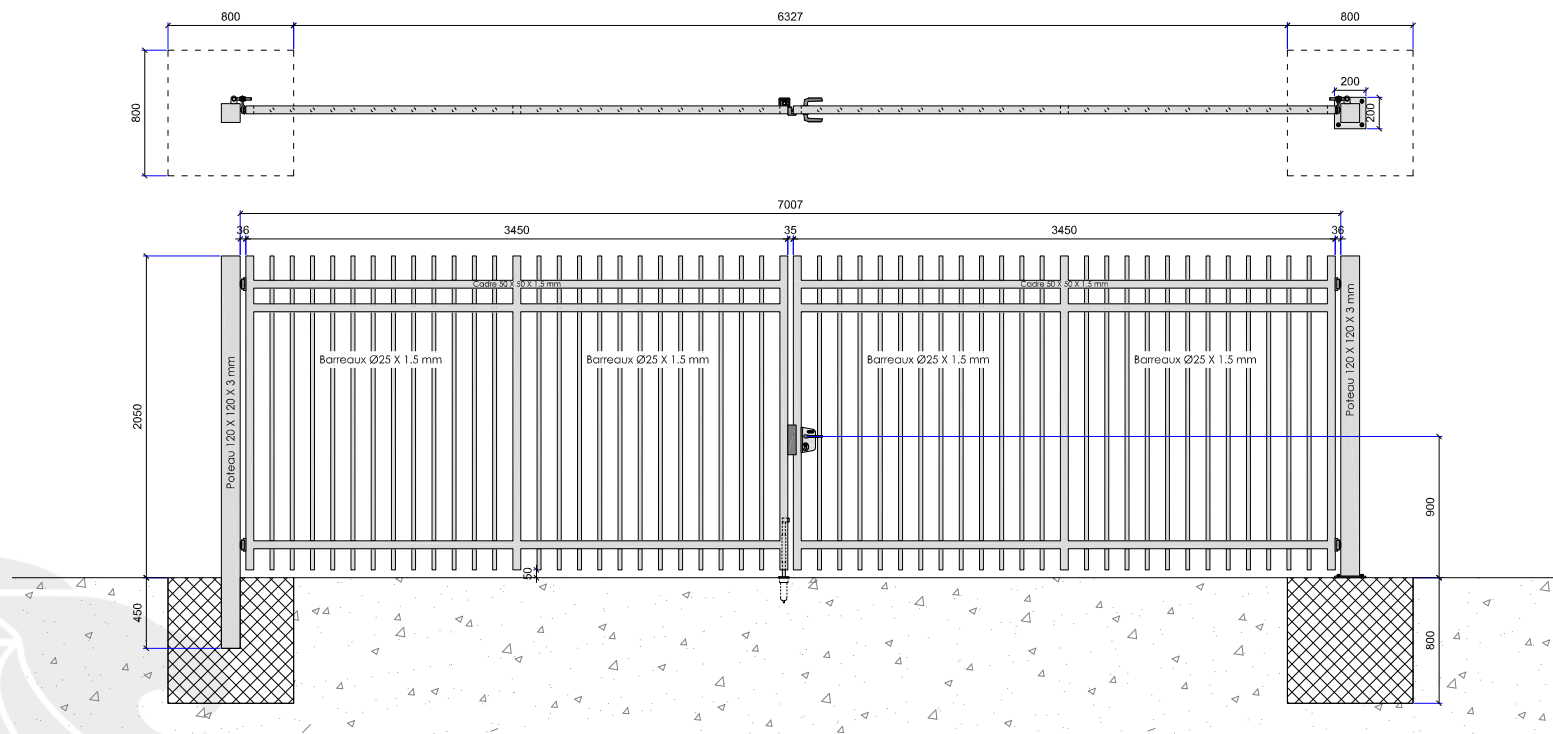 800
6327
800
800
200
200
7007
36
3450
35
3450
36
Cadre 50 X 50 X 1.5 mm
Cadre 50 X 50 X 1.5 mm
Barreaux Ø25 X 1.5 mm
Barreaux Ø25 X 1.5 mm
Barreaux Ø25 X 1.5 mm
Barreaux Ø25 X 1.5 mm
Poteau 120 X 120 X 3 mm
Poteau 120 X 120 X 3 mm
2050
900
50
450
800